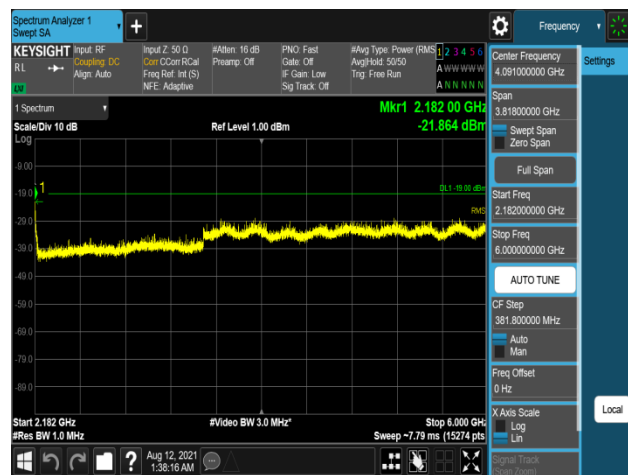 Spectrum Analyzer 1
Swept SA
+
Frequency
KEYSIGHT
RL
LXI
Input: RF
Coupling: DC
Align: Auto
Input Z: 50 Ω
Corr CCorr RCal
Freq Ref: Int (S)
NFE: Adaptive
#Atten: 16 dB
Preamp: Off
PNO: Fast
Gate: Off
IF Gain: Low
Sig Track: Off
#Avg Type: Power (RMS
Avg|Hold: 50/50
Trig: Free Run
1 2 3 4 5 6
A W W W W W
A N N N N N
1 Spectrum
Scale/Div 10 dB
Ref Level 1.00 dBm
Mkr1 2.182 00 GHz
-21.864 dBm
Log
-9.00
-19.0
-29.0
-39.0
-49.0
-59.0
-69.0
-79.0
-89.0
1
DL1 -19.00 dBm
RMS
Start 2.182 GHz
#Res BW 1.0 MHz
#Video BW 3.0 MHz*
Stop 6.000 GHz
Sweep ~7.79 ms (15274 pts
Aug 12, 2021
1:38:16 AM
?
Center Frequency
4.091000000 GHz
Span
3.81800000 GHz
Swept Span
Zero Span
Full Span
Start Freq
2.182000000 GHz
Stop Freq
6.000000000 GHz
AUTO TUNE
CF Step
381.800000 MHz
Auto
Man
Freq Offset
0 Hz
X Axis Scale
Log
Lin
Signal Track
(Span Zoom)
Settings
Local